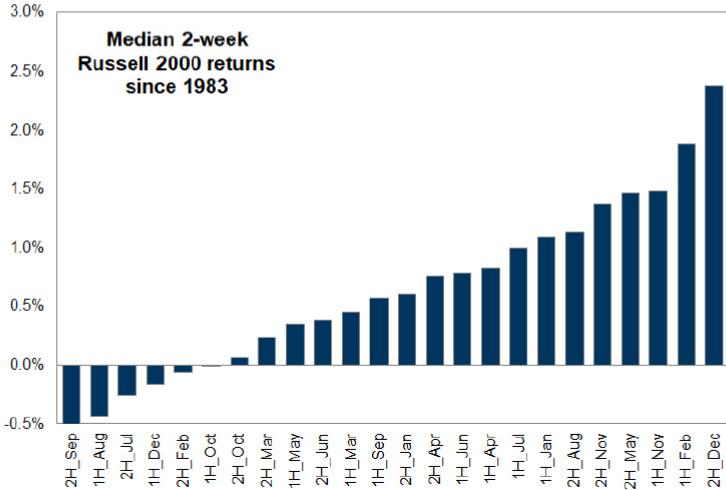 3.0%
Median 2-week
Russell 2000 returns
since 1983
2.5%
2.0%
1.5%
1.0%
0.5%
0.0%
-0.5%
2H_Sep
1H_Aug
2H_Jul
1H_Dec
2H_Feb
1H_Oct
2H_Oct
2H_Mar
1H_May
2H_Jun
1H_Mar
1H_Sep
2H_Jan
2H_Apr
1H_Jun
1H_Apr
1H_Jul
1H_Jan
2H_Aug
2H_Nov
2H_May
1H_Nov
1H_Feb
2H_Dec